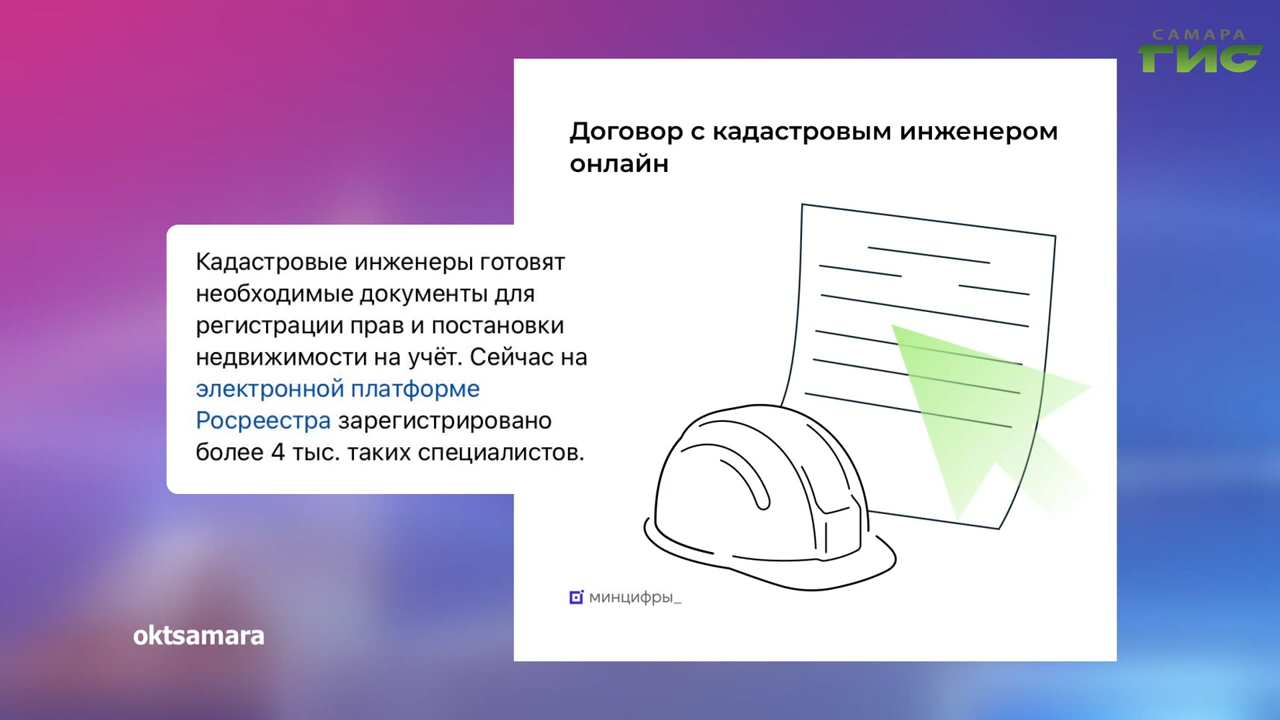 САМАРА
ГИС
Договор с кадастровым инженером
онлайн
Кадастровые инженеры готовят
необходимые документы для
регистрации прав и постановки
недвижимости на учёт. Сейчас на
электронной платформе
Росреестра зарегистрировано
более 4 тыс. таких специалистов.
минцифры_
oktsamara